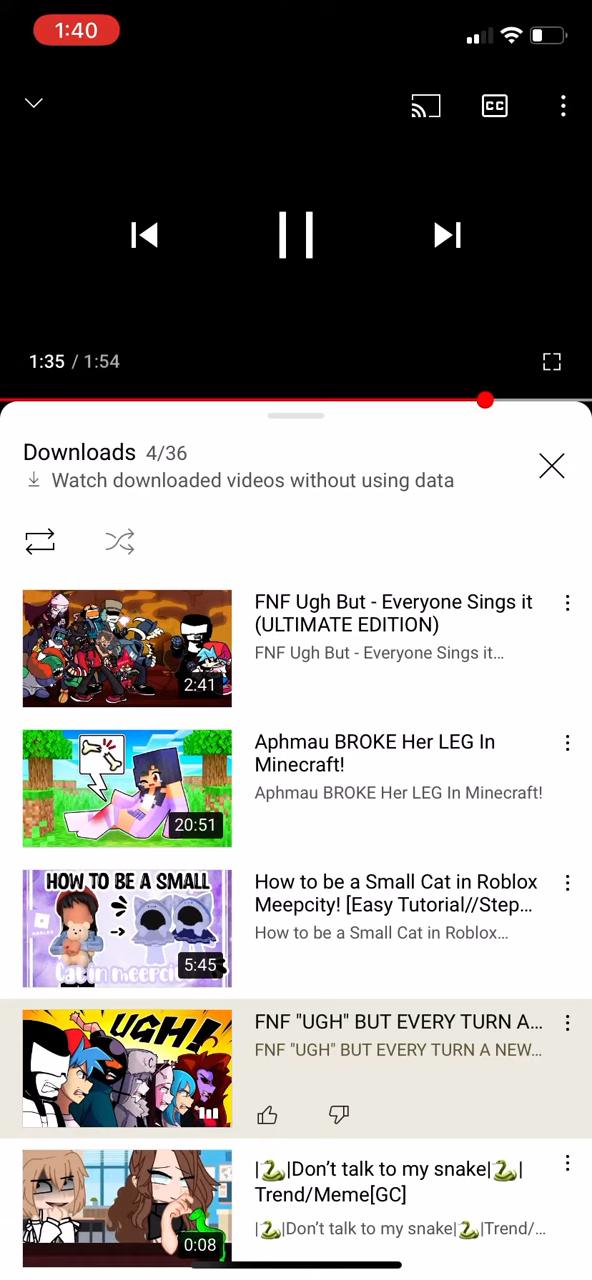 1:40
CC
1:35 / 1:54
Downloads 4/36
Watch downloaded videos without using data
2:41
FNF Ugh But - Everyone Sings it
(ULTIMATE EDITION)
FNF Ugh But - Everyone Sings it...
20:51
Aphmau BROKE Her LEG In
Minecraft!
Aphmau BROKE Her LEG In Minecraft!
HOW TO BE A SMALL
Cat in meepcity
5:45
How to be a Small Cat in Roblox
Meepcity! [Easy Tutorial//Step...
How to be a Small Cat in Roblox...
UGH!
FNF "UGH" BUT EVERY TURN A...
FNF "UGH" BUT EVERY TURN A NEW...
0:08
|🐍|Don’t talk to my snake|🐍|
Trend/Meme[GC]
|🐍|Don’t talk to my snake|🐍|Trend/...